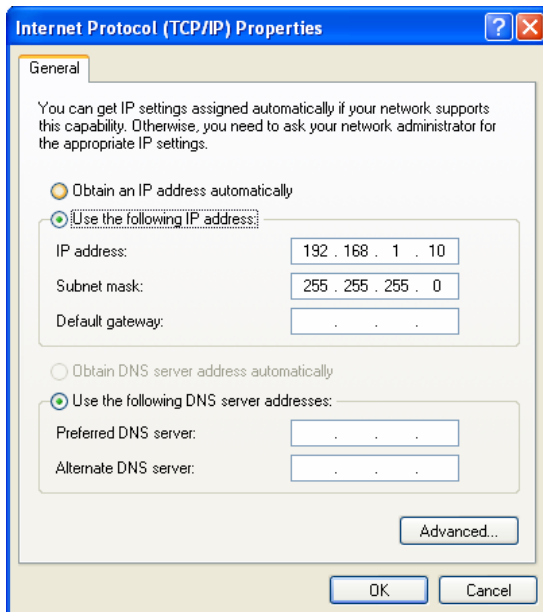 Internet Protocol (TCP/IP) Properties
General
You can get IP settings assigned automatically if your network supports
this capability. Otherwise, you need to ask your network administrator for
the appropriate IP settings.
Obtain an IP address automatically
Use the following IP address:
IP address: 192 . 168 . 1 . 10
Subnet mask: 255 . 255 . 255 . 0
Default gateway: . . .
Obtain DNS server address automatically
Use the following DNS server addresses:
Preferred DNS server: . . .
Alternate DNS server: . . .
Advanced...
OK Cancel